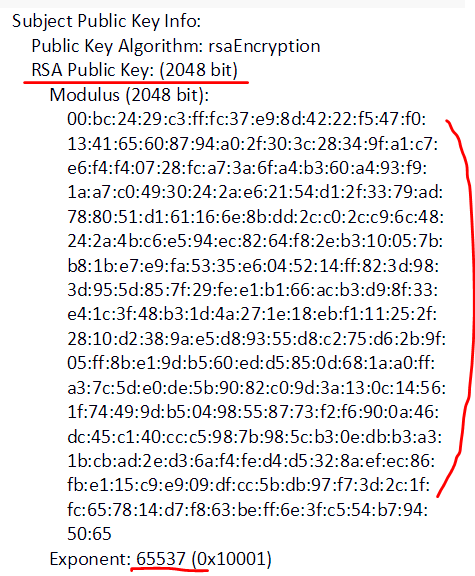 Subject Public Key Info:
Public Key Algorithm: rsaEncryption
RSA Public Key: (2048 bit)
Modulus (2048 bit):
00:bc:24:29:c3:ff:fc:37:e9:8d:42:22:f5:47:f0:
13:41:65:60:87:94:a0:2f:30:3c:28:34:9f:a1:c7:
e6:f4:f4:07:28:fc:a7:3a:6f:a4:b3:60:a4:93:f9:
1a:a7:c0:49:30:24:2a:e6:21:54:d1:2f:33:79:ad:
78:80:51:d1:61:16:6e:8b:dd:2c:c0:2c:c9:6c:48:
24:2a:4b:c6:e5:94:ec:82:64:f8:2e:b3:10:05:7b:
b8:1b:e7:e9:fa:53:35:e6:04:52:14:ff:82:3d:98:
3d:95:5d:85:7f:29:fe:e1:b1:66:ac:b3:d9:8f:33:
e4:1c:3f:48:b3:1d:4a:27:1e:18:eb:f1:11:25:2f:
28:10:d2:38:9a:e5:d8:93:55:d8:c2:75:d6:2b:9f:
05:ff:8b:e1:9d:b5:60:ed:d5:85:0d:68:1a:a0:ff:
a3:7c:5d:e0:de:5b:90:82:c0:9d:3a:13:0c:14:56:
1f:74:49:9d:b5:04:98:55:87:73:f2:f6:90:0a:46:
dc:45:c1:40:cc:c5:98:7b:98:5c:b3:0e:db:b3:a3:
1b:cb:ad:2e:d3:6a:f4:fe:d4:d5:32:8a:ef:ec:86:
fb:e1:15:c9:e9:09:df:cc:5b:db:97:f7:3d:2c:1f:
fc:65:78:14:d7:f8:63:be:ff:6e:3f:c5:54:b7:94:
50:65
Exponent: 65537 (0x10001)